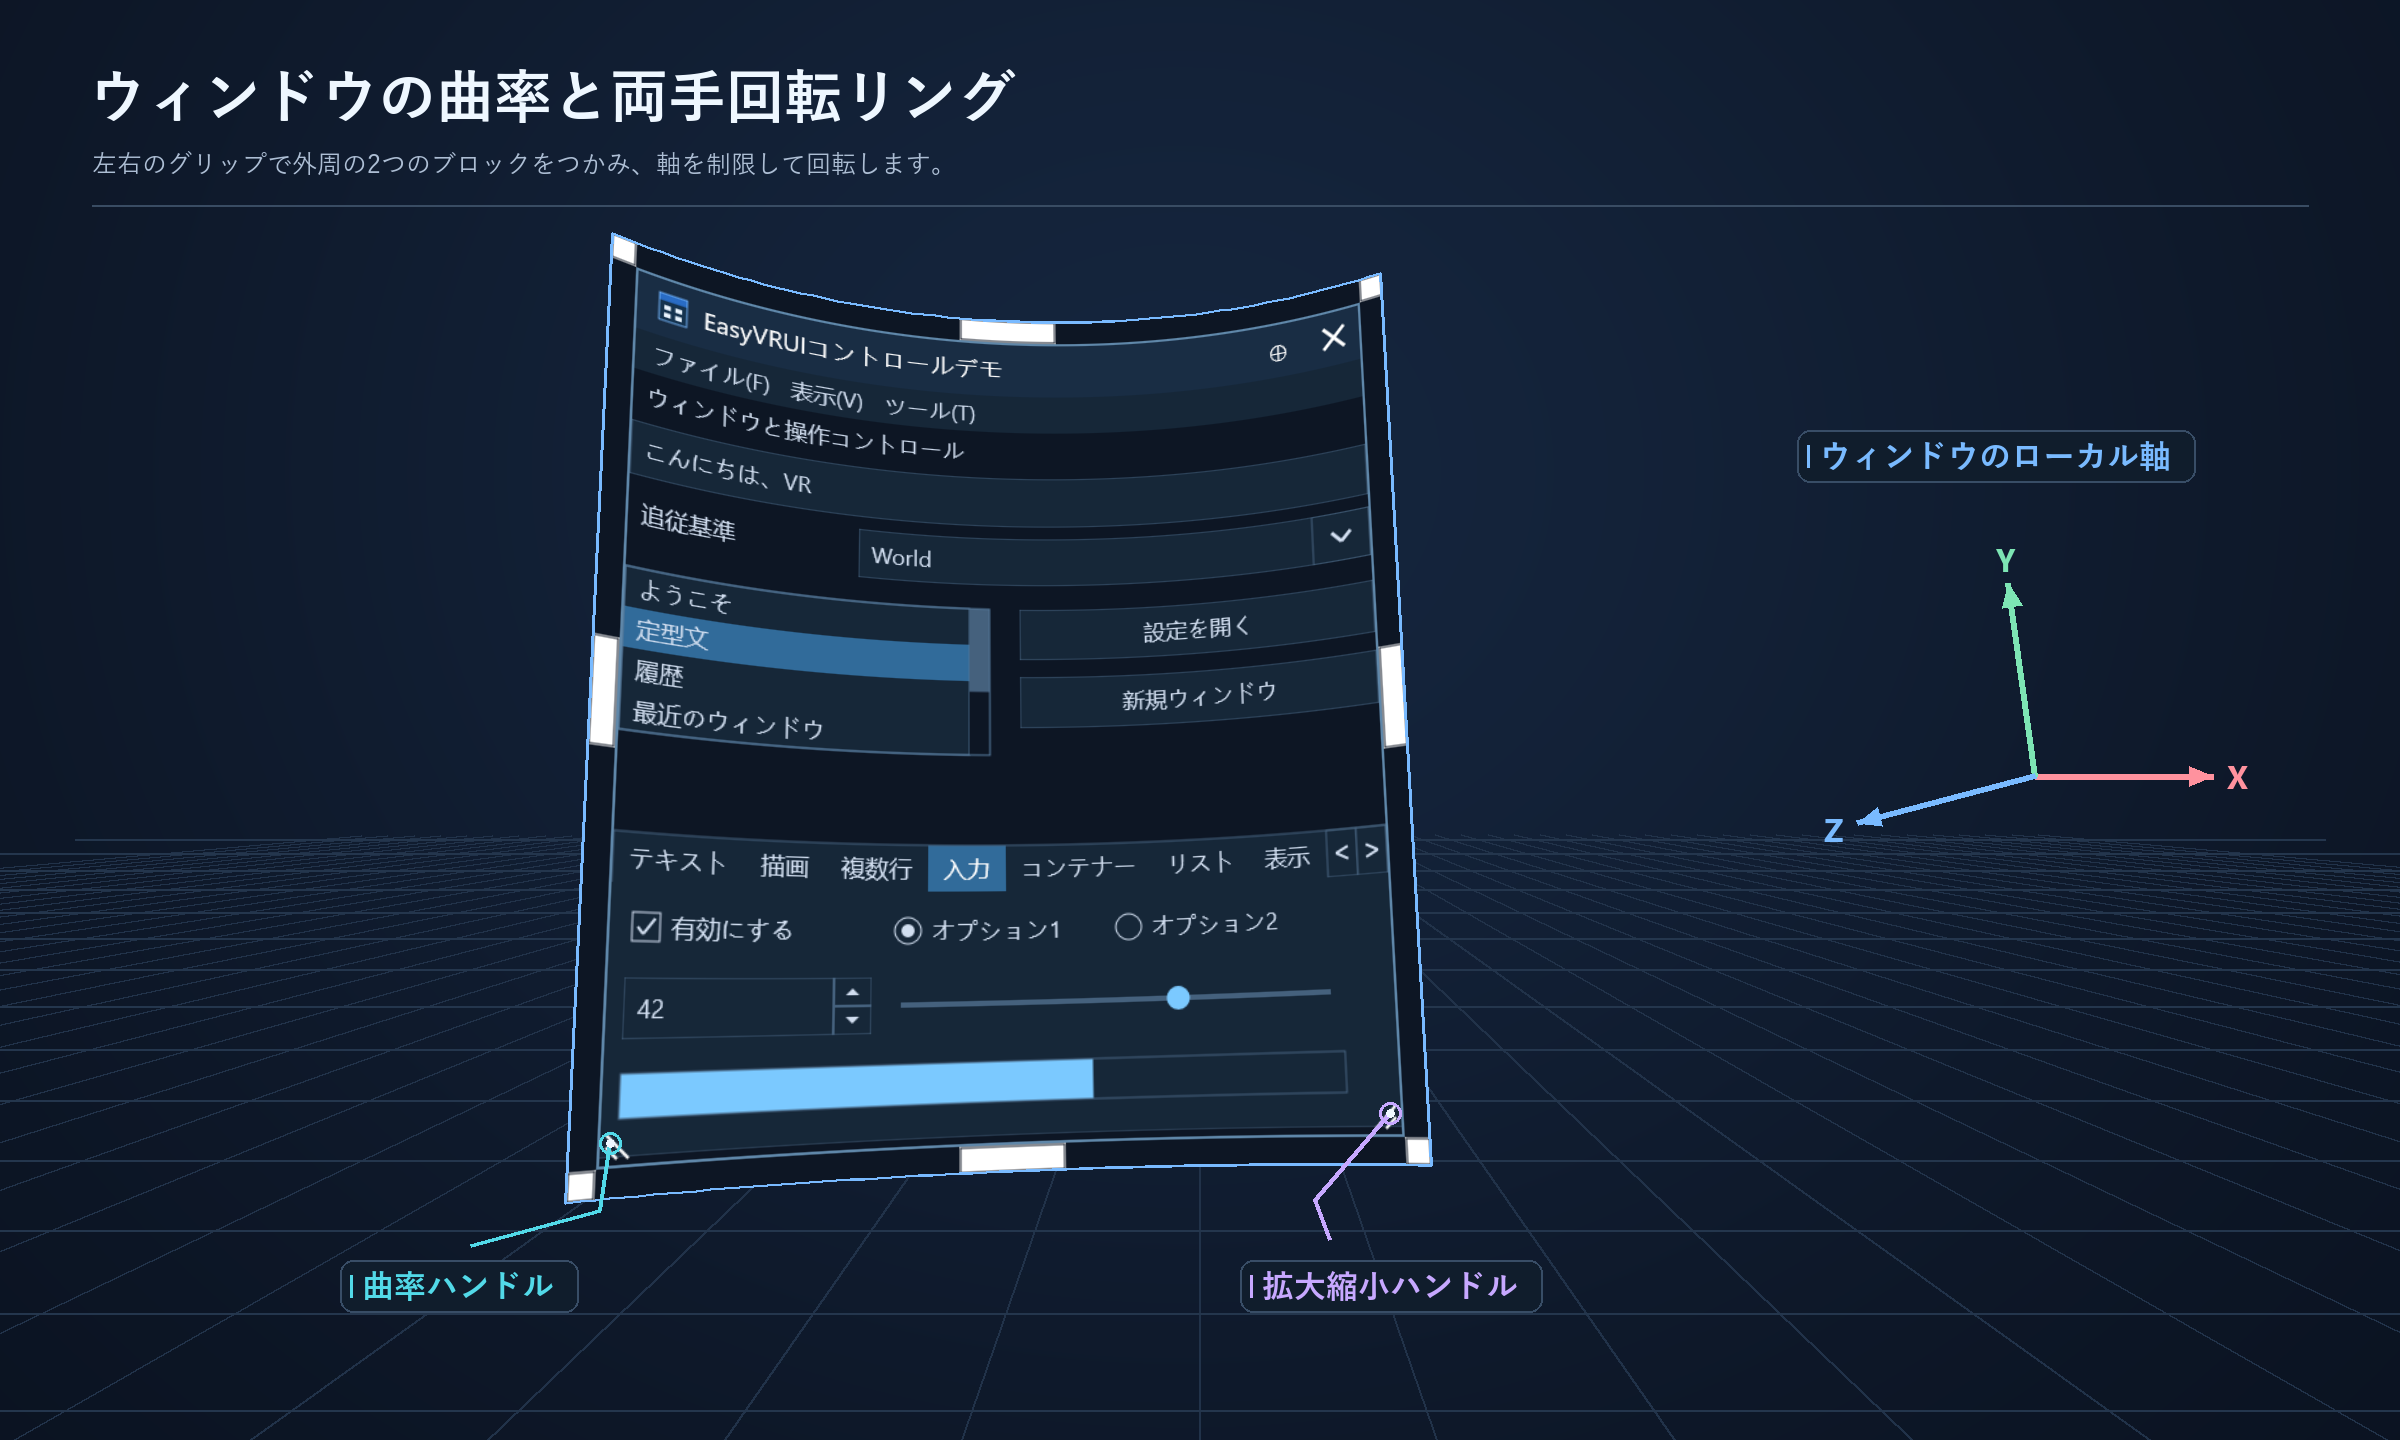 ウィンドウの曲率と両手回転リング
左右のグリップで外周の2つのブロックをつかみ、軸を制限して回転します。
EasyVRUIコントロールデモ
ファイル(F) 表示(V) ツール(T)
ウィンドウと操作コントロール
こんにちは、VR
追従基準
World
ようこそ
定型文
履歴
最近のウィンドウ
設定を開く
新規ウィンドウ
テキスト 描画 複数行 入力 コンテナー リスト 表示 < >
有効にする オプション1 オプション2
42
ウィンドウのローカル軸
Y
X
Z
曲率ハンドル
拡大縮小ハンドル